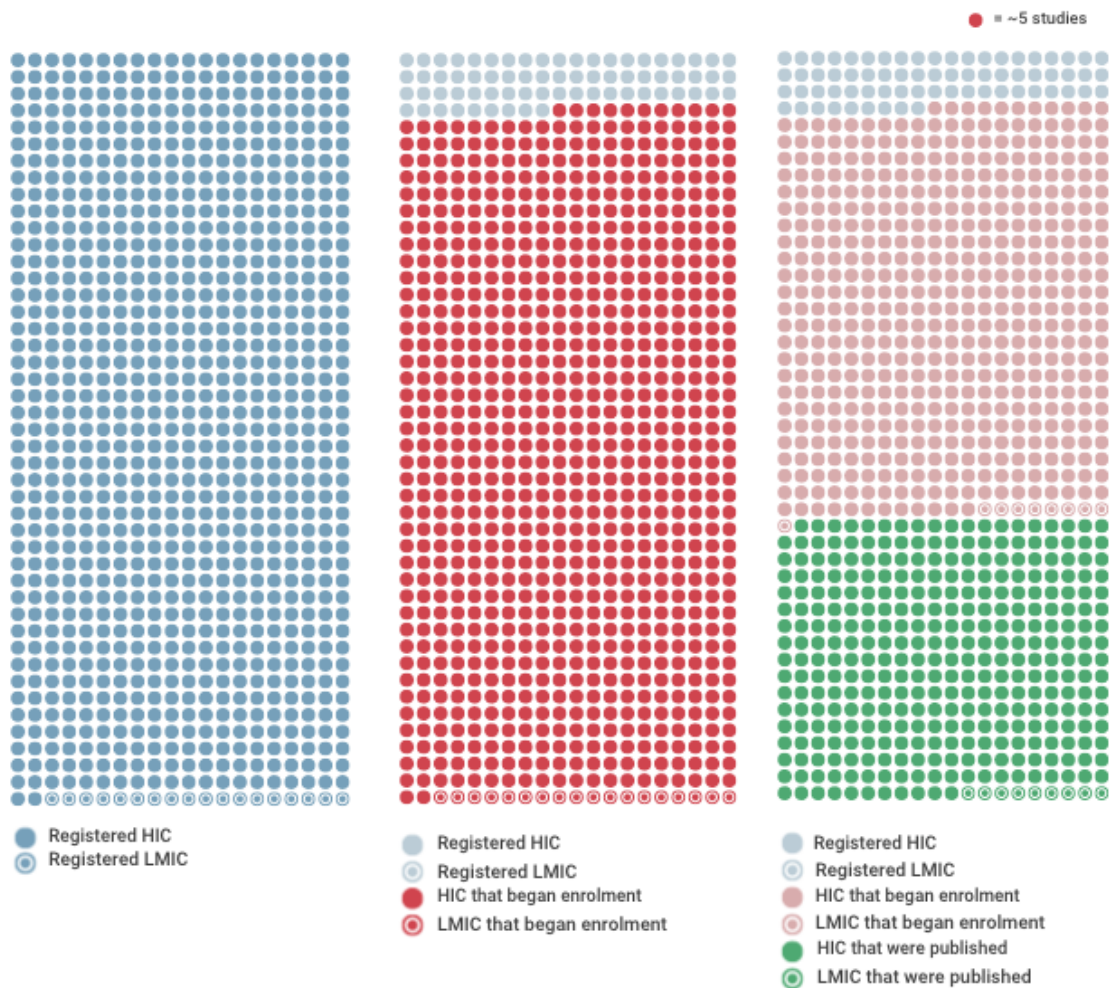 = ~5 studies
Registered HIC
Registered LMIC
Registered HIC
Registered LMIC
HIC that began enrolment
LMIC that began enrolment
Registered HIC
Registered LMIC
HIC that began enrolment
LMIC that began enrolment
HIC that were published
LMIC that were published